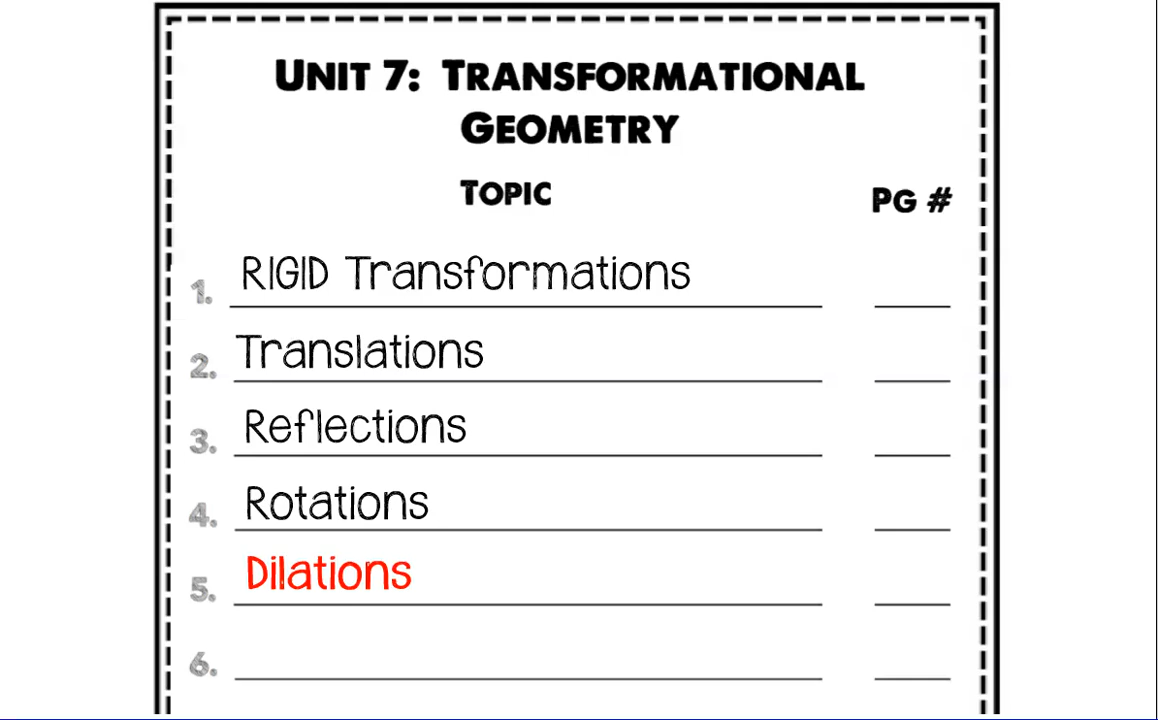 UNIT 7: TRANSFORMATIONAL
GEOMETRY
TOPIC PG #
1. RIGID Transformations
2. Translations
3. Reflections
4. Rotations
5. Dilations
6.